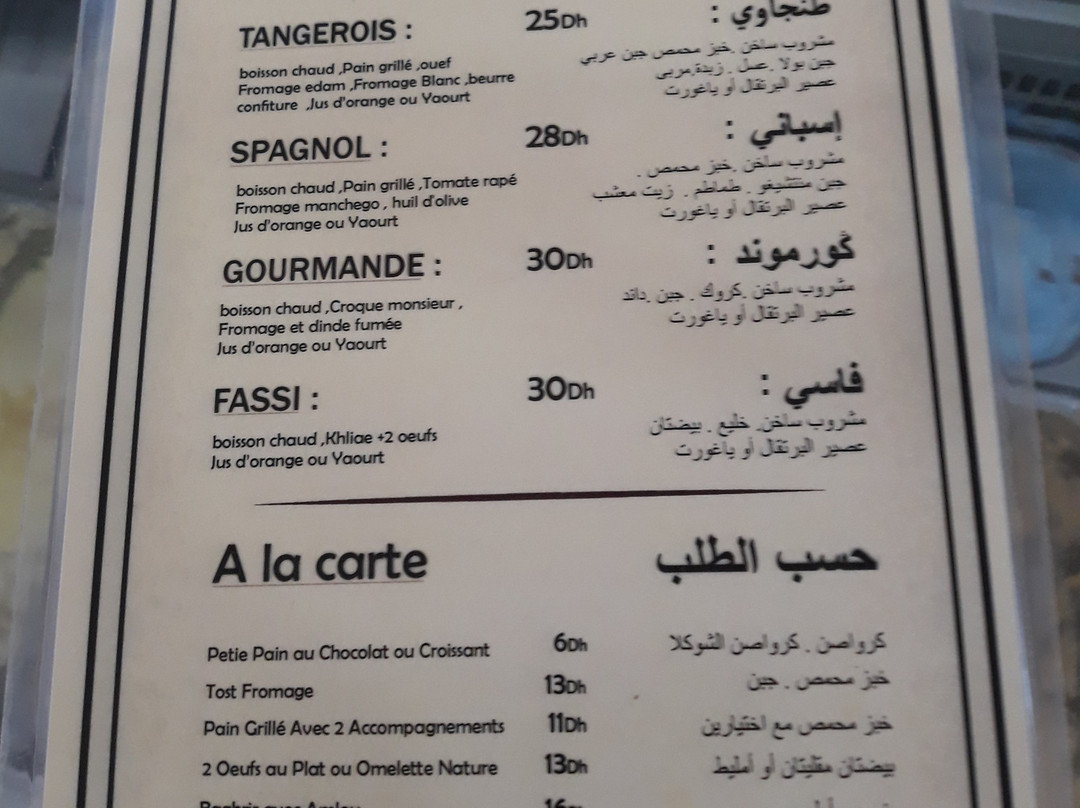 TANGEROIS : 25Dh طنجاوي :
boisson chaud ,Pain grillé ,ouef مشروب ساخن .خبز محمص جبن عربي
Fromage edam ,Fromage Blanc ,beurre جبن بولا . عسل . زبدة,مربى
confiture ,Jus d'orange ou Yaourt عصير البرتقال أو ياغورت
SPAGNOL : 28Dh إسباني :
boisson chaud ,Pain grillé ,Tomate rapé مشروب ساخن .خبز محمص .
Fromage manchego , huil d'olive جبن منتشيغو . طماطم . زيت معشب
Jus d'orange ou Yaourt عصير البرتقال أو ياغورت
GOURMANDE : 30Dh ڭورموند :
boisson chaud ,Croque monsieur , مشروب ساخن .كروك . جبن .داند
Fromage et dinde fumée عصير البرتقال أو ياغورت
Jus d'orange ou Yaourt
FASSI : 30Dh فاسي :
boisson chaud ,Khliae +2 oeufs مشروب ساخن. خليع . بيضتان
Jus d'orange ou Yaourt عصير البرتقال أو ياغورت
A la carte حسب الطلب
Petie Pain au Chocolat ou Croissant 6Dh كرواصن . كرواصن الشوكلا
Tost Fromage 13Dh خبز محمص . جبن
Pain Grillé Avec 2 Accompagnements 11Dh خبز محمص مع اختيارين
2 Oeufs au Plat ou Omelette Nature 13Dh بيضتان مقليتان أو أمليط